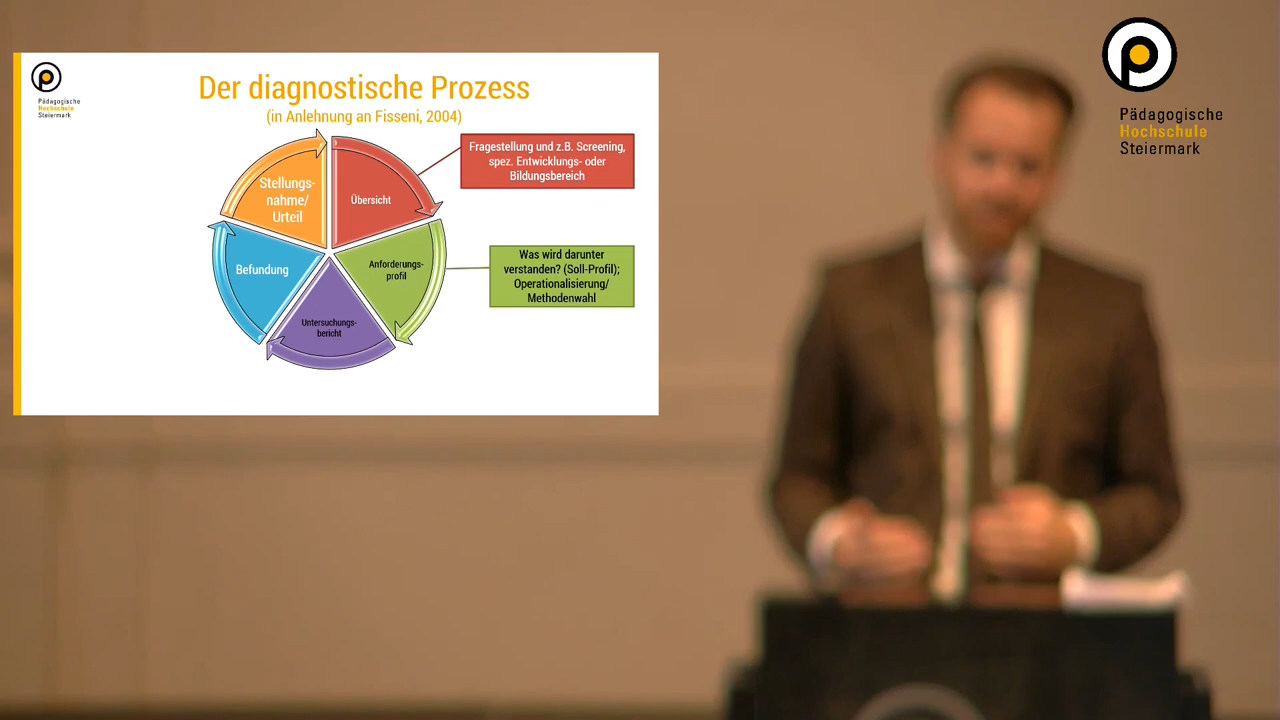 Pädagogische
Hochschule
Steiermark
Der diagnostische Prozess
(in Anlehnung an Fisseni, 2004)
Fragestellung und z.B. Screening,
spez. Entwicklungs- oder
Bildungsbereich
Stellungs-
nahme/
Urteil
Übersicht
Was wird darunter
verstanden? (Soll-Profil);
Operationalisierung/
Methodenwahl
Befundung
Anforderungs-
profil
Untersuchungs-
bericht
Pädagogische
Hochschule
Steiermark